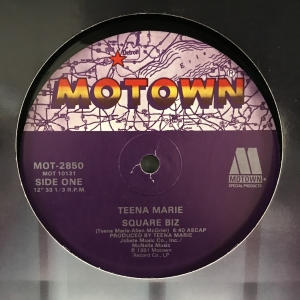 Detroit
MOTOWN
MOT-2850
MOT 10131
SIDE ONE
12" 33 1/3 R.P.M.
M
MOTOWN
SPECIAL PRODUCTS
TEENA MARIE
SQUARE BIZ
(Teena Marie-Allen McGrier) 6:40 ASCAP
PRODUCED BY TEENA MARIE
Jobete Music Co., Inc./
McNella Music
℗ 1981 Motown
Record Co., LP